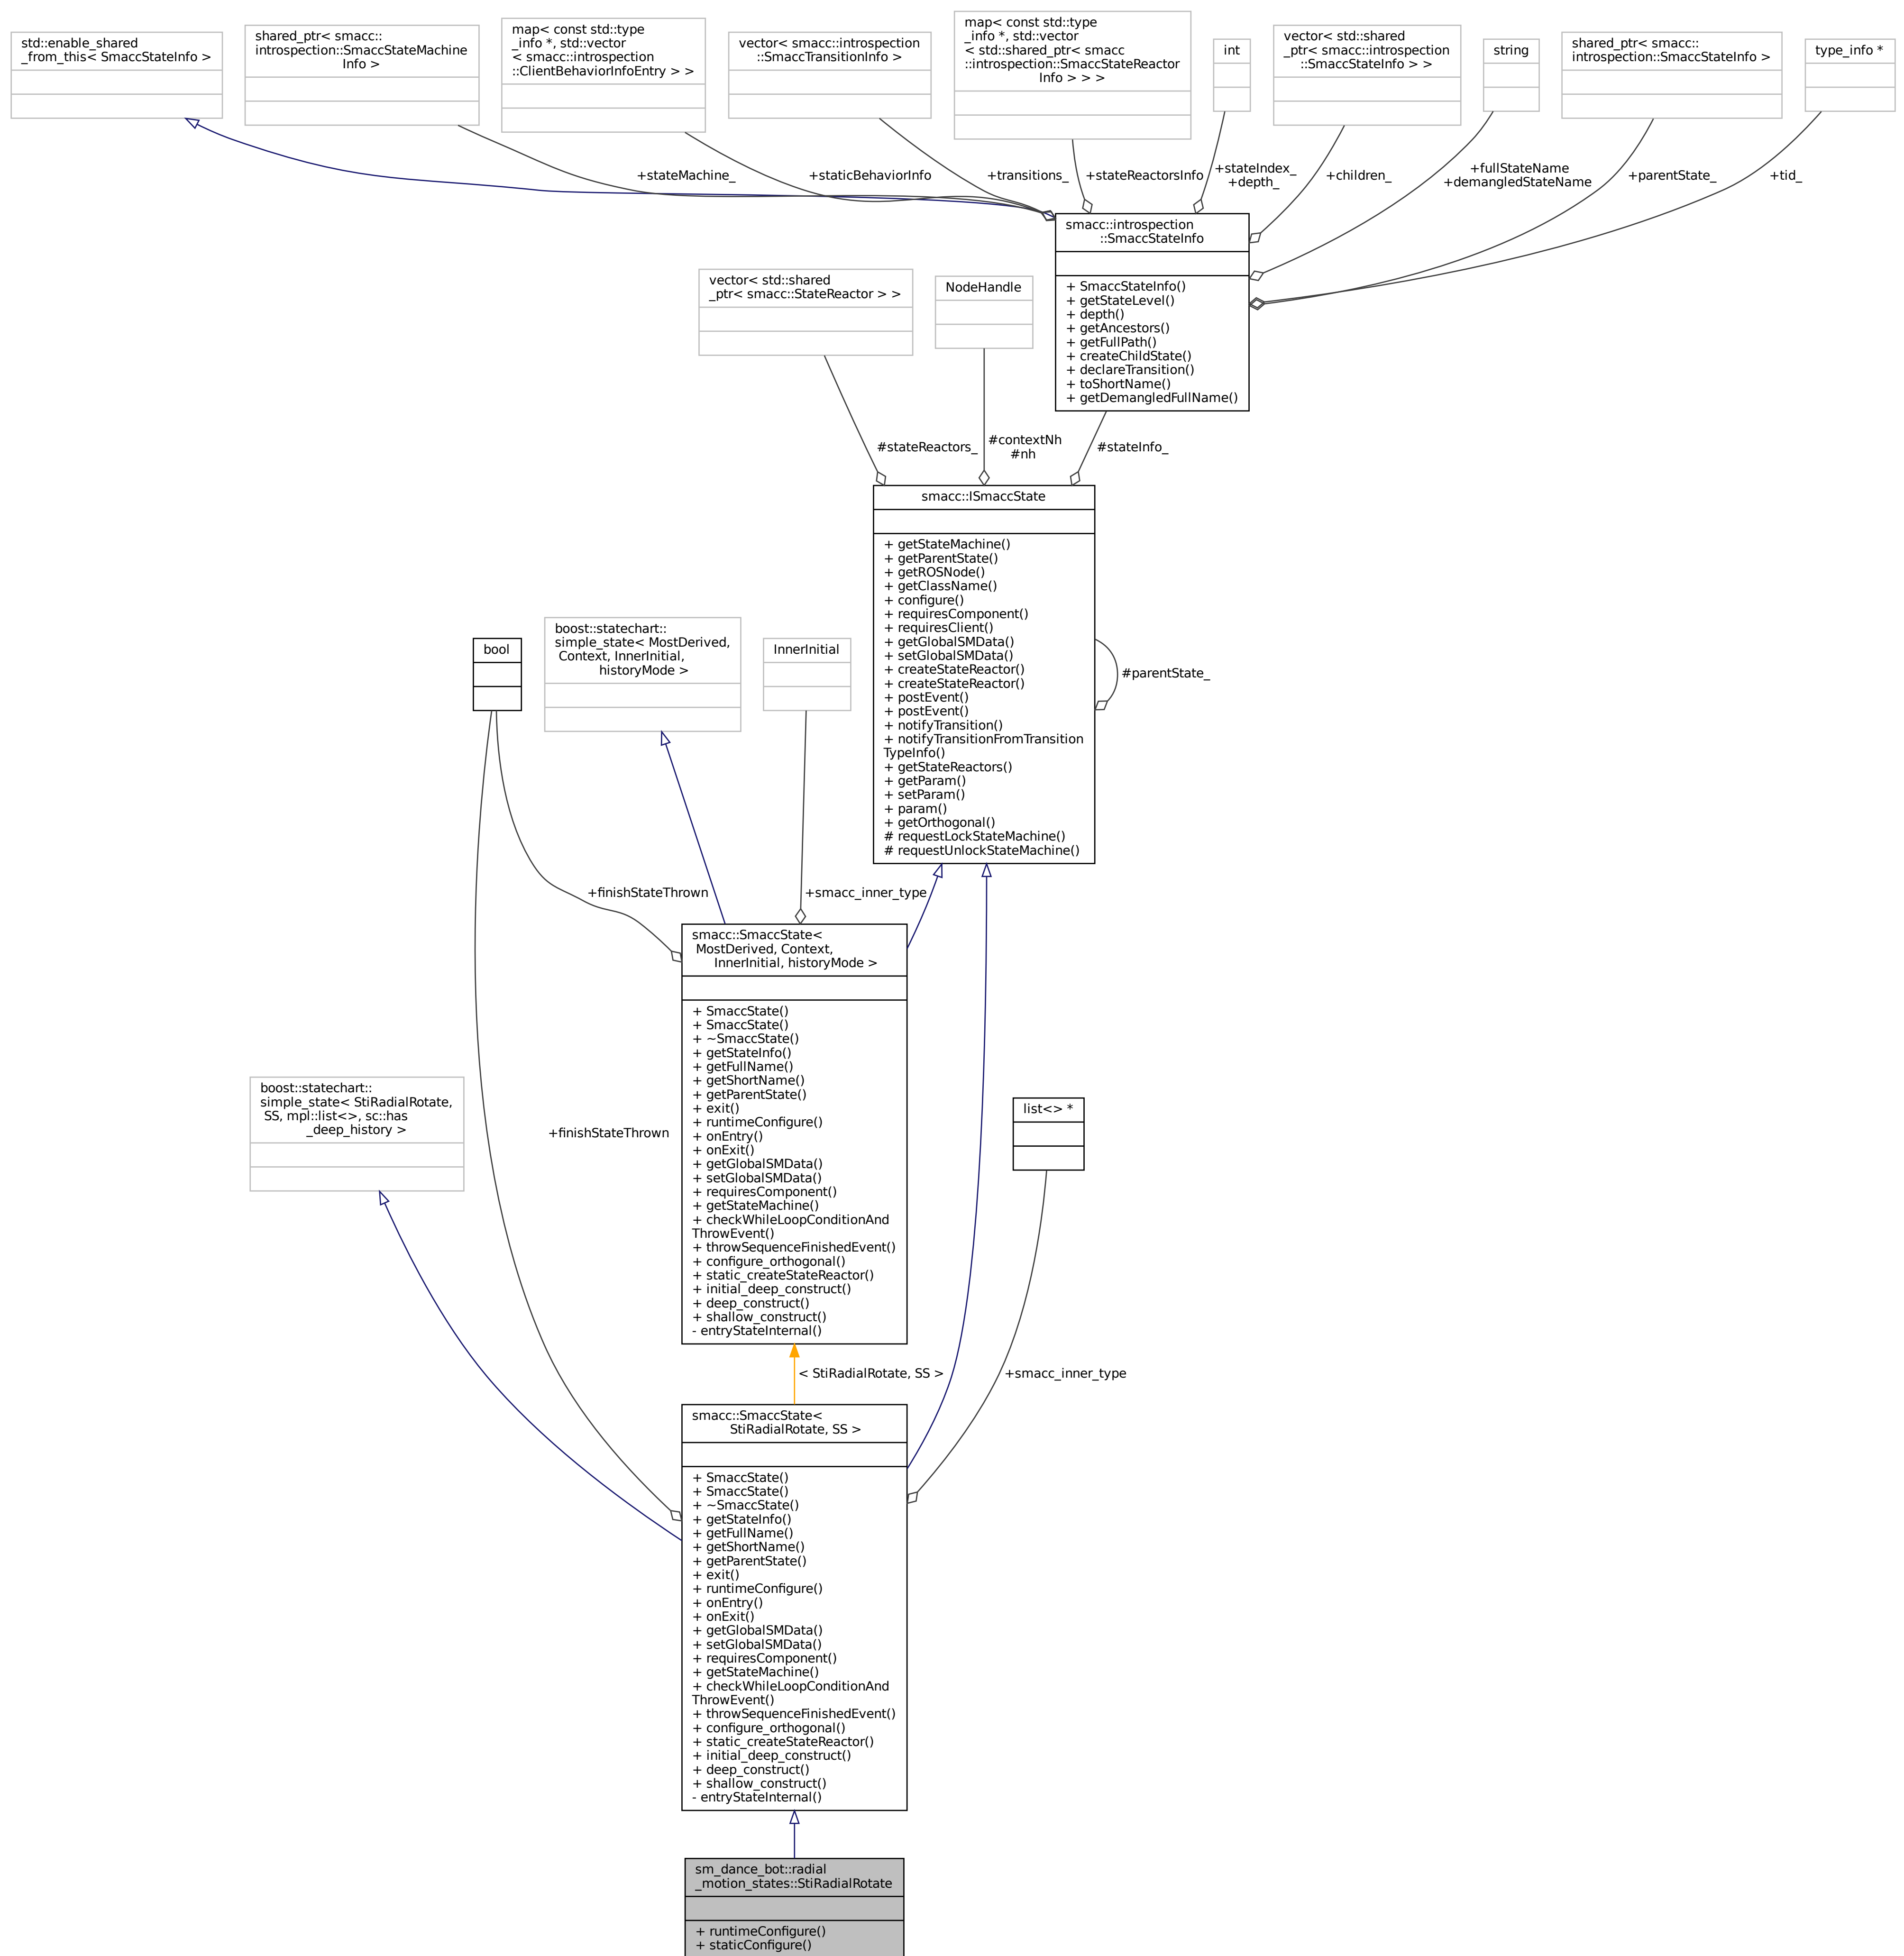 std::enable_shared
_from_this< SmaccStateInfo >
shared_ptr< smacc::
introspection::SmaccStateMachine
Info >
map< const std::type
_info *, std::vector
< smacc::introspection
::ClientBehaviorInfoEntry > >
vector< smacc::introspection
::SmaccTransitionInfo >
map< const std::type
_info *, std::vector
< std::shared_ptr< smacc
::introspection::SmaccStateReactor
Info > > >
int
vector< std::shared
_ptr< smacc::introspection
::SmaccStateInfo > >
string
shared_ptr< smacc::
introspection::SmaccStateInfo >
type_info *
+stateMachine_
+staticBehaviorInfo
+transitions_
+stateReactorsInfo
+stateIndex_
+depth_
+children_
+fullStateName
+demangledStateName
+parentState_
+tid_
smacc::introspection
::SmaccStateInfo
+ SmaccStateInfo()
+ getStateLevel()
+ depth()
+ getAncestors()
+ getFullPath()
+ createChildState()
+ declareTransition()
+ toShortName()
+ getDemangledFullName()
vector< std::shared
_ptr< smacc::StateReactor > >
NodeHandle
#stateReactors_
#contextNh
#nh
#stateInfo_
smacc::ISmaccState
+ getStateMachine()
+ getParentState()
+ getROSNode()
+ getClassName()
+ configure()
+ requiresComponent()
+ requiresClient()
+ getGlobalSMData()
+ setGlobalSMData()
+ createStateReactor()
+ createStateReactor()
+ postEvent()
+ postEvent()
+ notifyTransition()
+ notifyTransitionFromTransition
TypeInfo()
+ getStateReactors()
+ getParam()
+ setParam()
+ param()
+ getOrthogonal()
# requestLockStateMachine()
# requestUnlockStateMachine()
#parentState_
bool
boost::statechart::
simple_state< MostDerived,
Context, InnerInitial,
historyMode >
InnerInitial
+finishStateThrown
+smacc_inner_type
smacc::SmaccState<
MostDerived, Context,
InnerInitial, historyMode >
+ SmaccState()
+ SmaccState()
+ ~SmaccState()
+ getStateInfo()
+ getFullName()
+ getShortName()
+ getParentState()
+ exit()
+ runtimeConfigure()
+ onEntry()
+ onExit()
+ getGlobalSMData()
+ setGlobalSMData()
+ requiresComponent()
+ getStateMachine()
+ checkWhileLoopConditionAnd
ThrowEvent()
+ throwSequenceFinishedEvent()
+ configure_orthogonal()
+ static_createStateReactor()
+ initial_deep_construct()
+ deep_construct()
+ shallow_construct()
- entryStateInternal()
boost::statechart::
simple_state< StiRadialRotate,
SS, mpl::list<>, sc::has
_deep_history >
+finishStateThrown
list<> *
< StiRadialRotate, SS >
+smacc_inner_type
smacc::SmaccState<
StiRadialRotate, SS >
+ SmaccState()
+ SmaccState()
+ ~SmaccState()
+ getStateInfo()
+ getFullName()
+ getShortName()
+ getParentState()
+ exit()
+ runtimeConfigure()
+ onEntry()
+ onExit()
+ getGlobalSMData()
+ setGlobalSMData()
+ requiresComponent()
+ getStateMachine()
+ checkWhileLoopConditionAnd
ThrowEvent()
+ throwSequenceFinishedEvent()
+ configure_orthogonal()
+ static_createStateReactor()
+ initial_deep_construct()
+ deep_construct()
+ shallow_construct()
- entryStateInternal()
sm_dance_bot::radial
_motion_states::StiRadialRotate
+ runtimeConfigure()
+ staticConfigure()